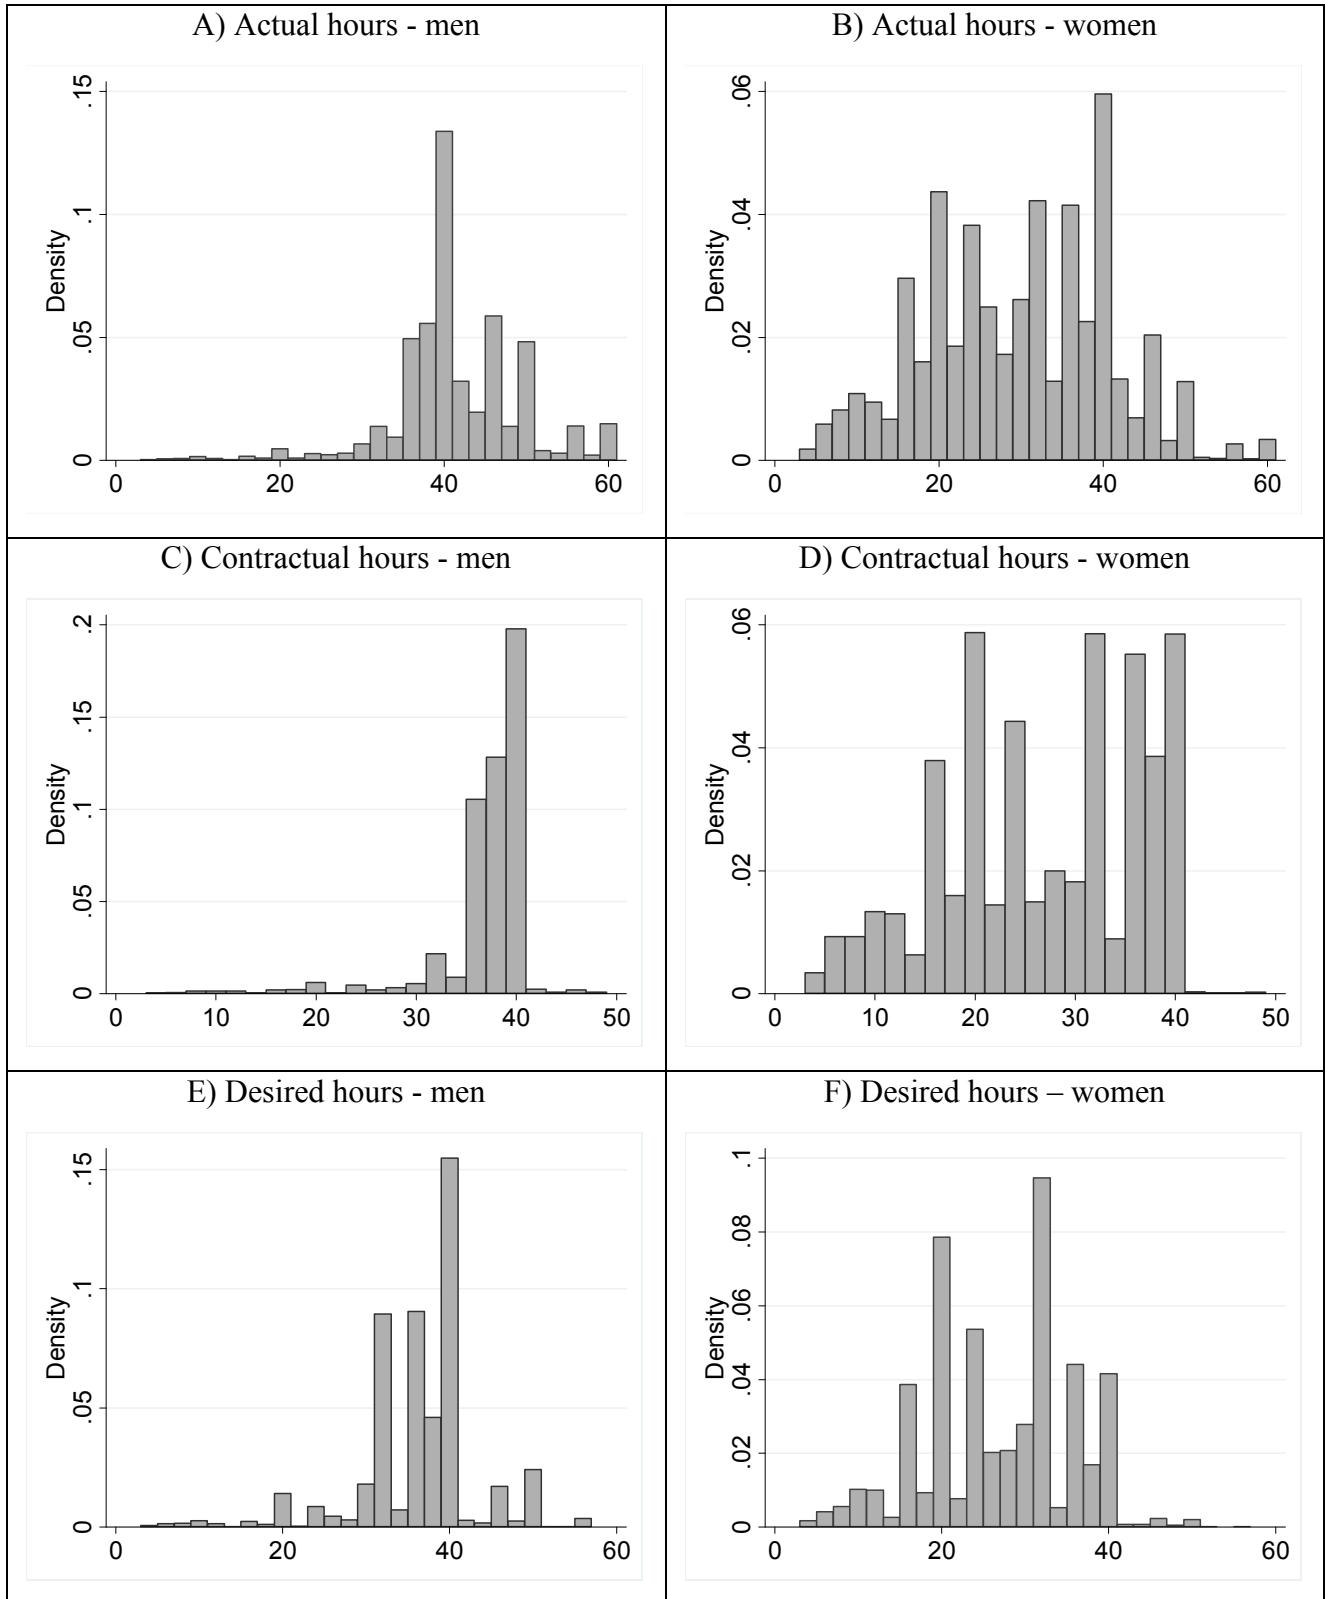 A) Actual hours - men
.15
.1
.05
0
Density
0 20 40 60
B) Actual hours - women
.06
.04
.02
0
Density
0 20 40 60
C) Contractual hours - men
.2
.15
.1
.05
0
Density
0 10 20 30 40 50
D) Contractual hours - women
.06
.04
.02
0
Density
0 10 20 30 40 50
E) Desired hours - men
.15
.1
.05
0
Density
0 20 40 60
F) Desired hours – women
.1
.08
.06
.04
.02
0
Density
0 20 40 60